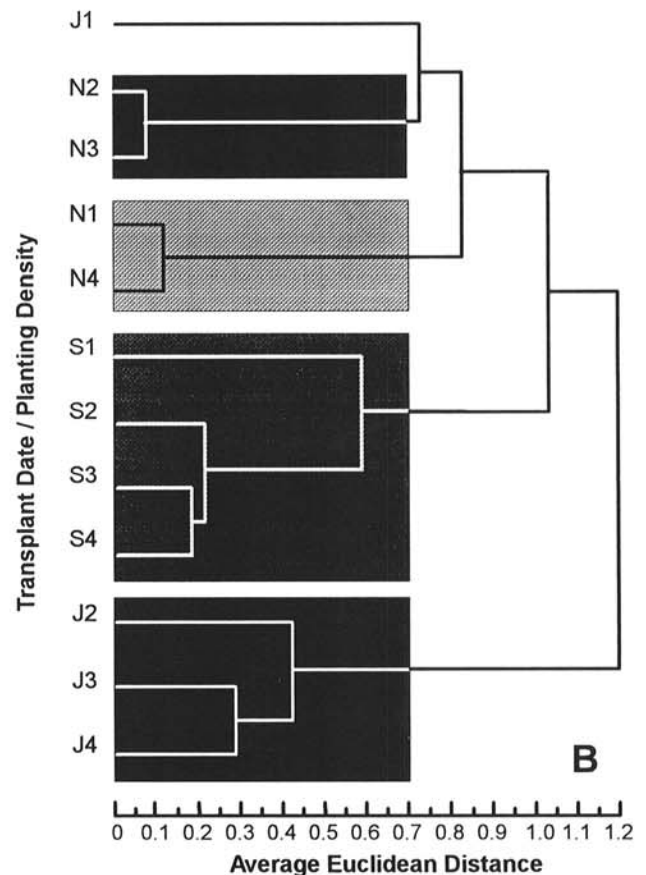 Transplant Date / Planting Density
J1
N2
N3
N1
N4
S1
S2
S3
S4
J2
J3
J4
B
0 0.1 0.2 0.3 0.4 0.5 0.6 0.7 0.8 0.9 1.0 1.1 1.2
Average Euclidean Distance